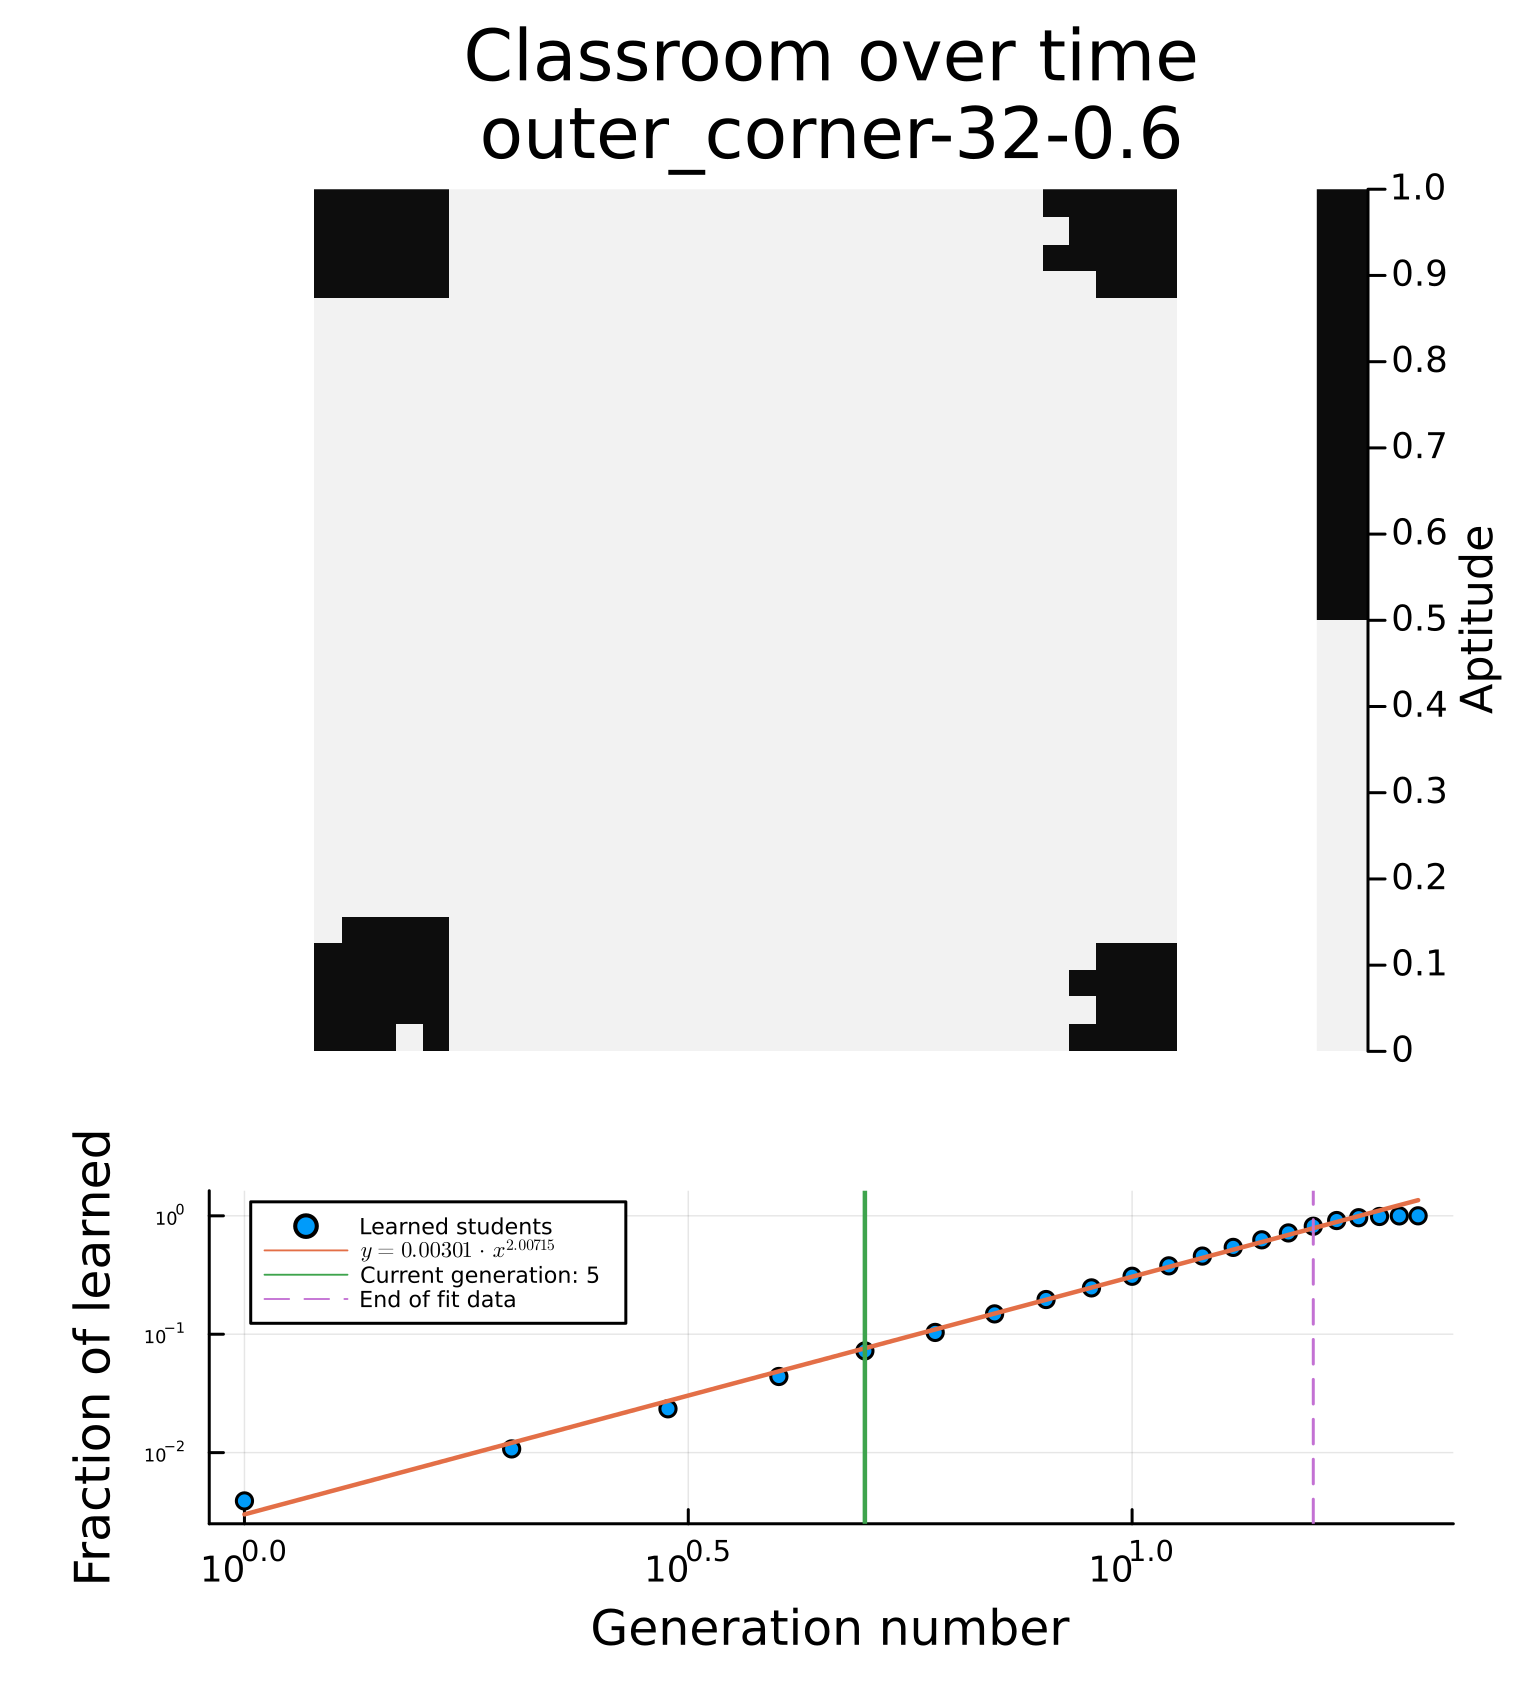 Classroom over time
outer_corner-32-0.6
1.0
0.9
0.8
0.7
0.6
0.5
0.4
0.3
0.2
0.1
0
Aptitude
Fraction of learned
10^0
10^-1
10^-2
Learned students
y = 0.00301 · x^2.00715
Current generation: 5
End of fit data
10^0.0
10^0.5
10^1.0
Generation number